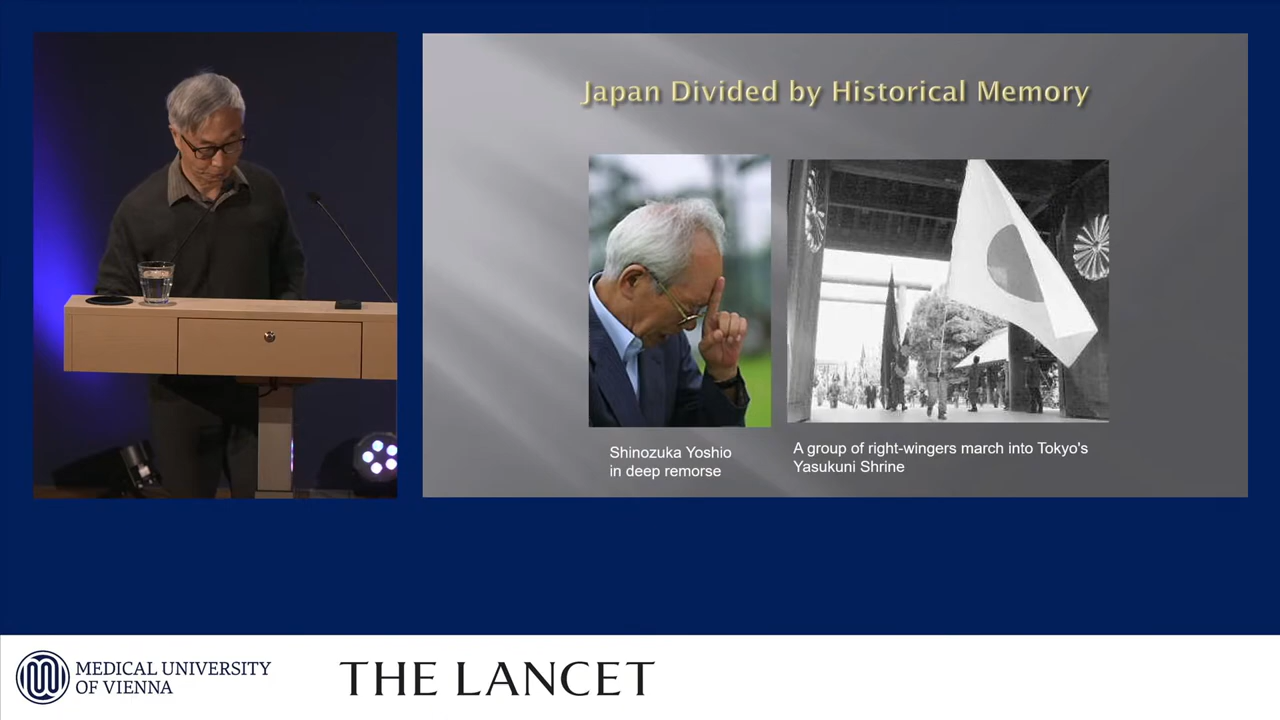 Japan Divided by Historical Memory
Shinozuka Yoshio
in deep remorse
A group of right-wingers march into Tokyo's
Yasukuni Shrine
MEDICAL UNIVERSITY
OF VIENNA
THE LANCET